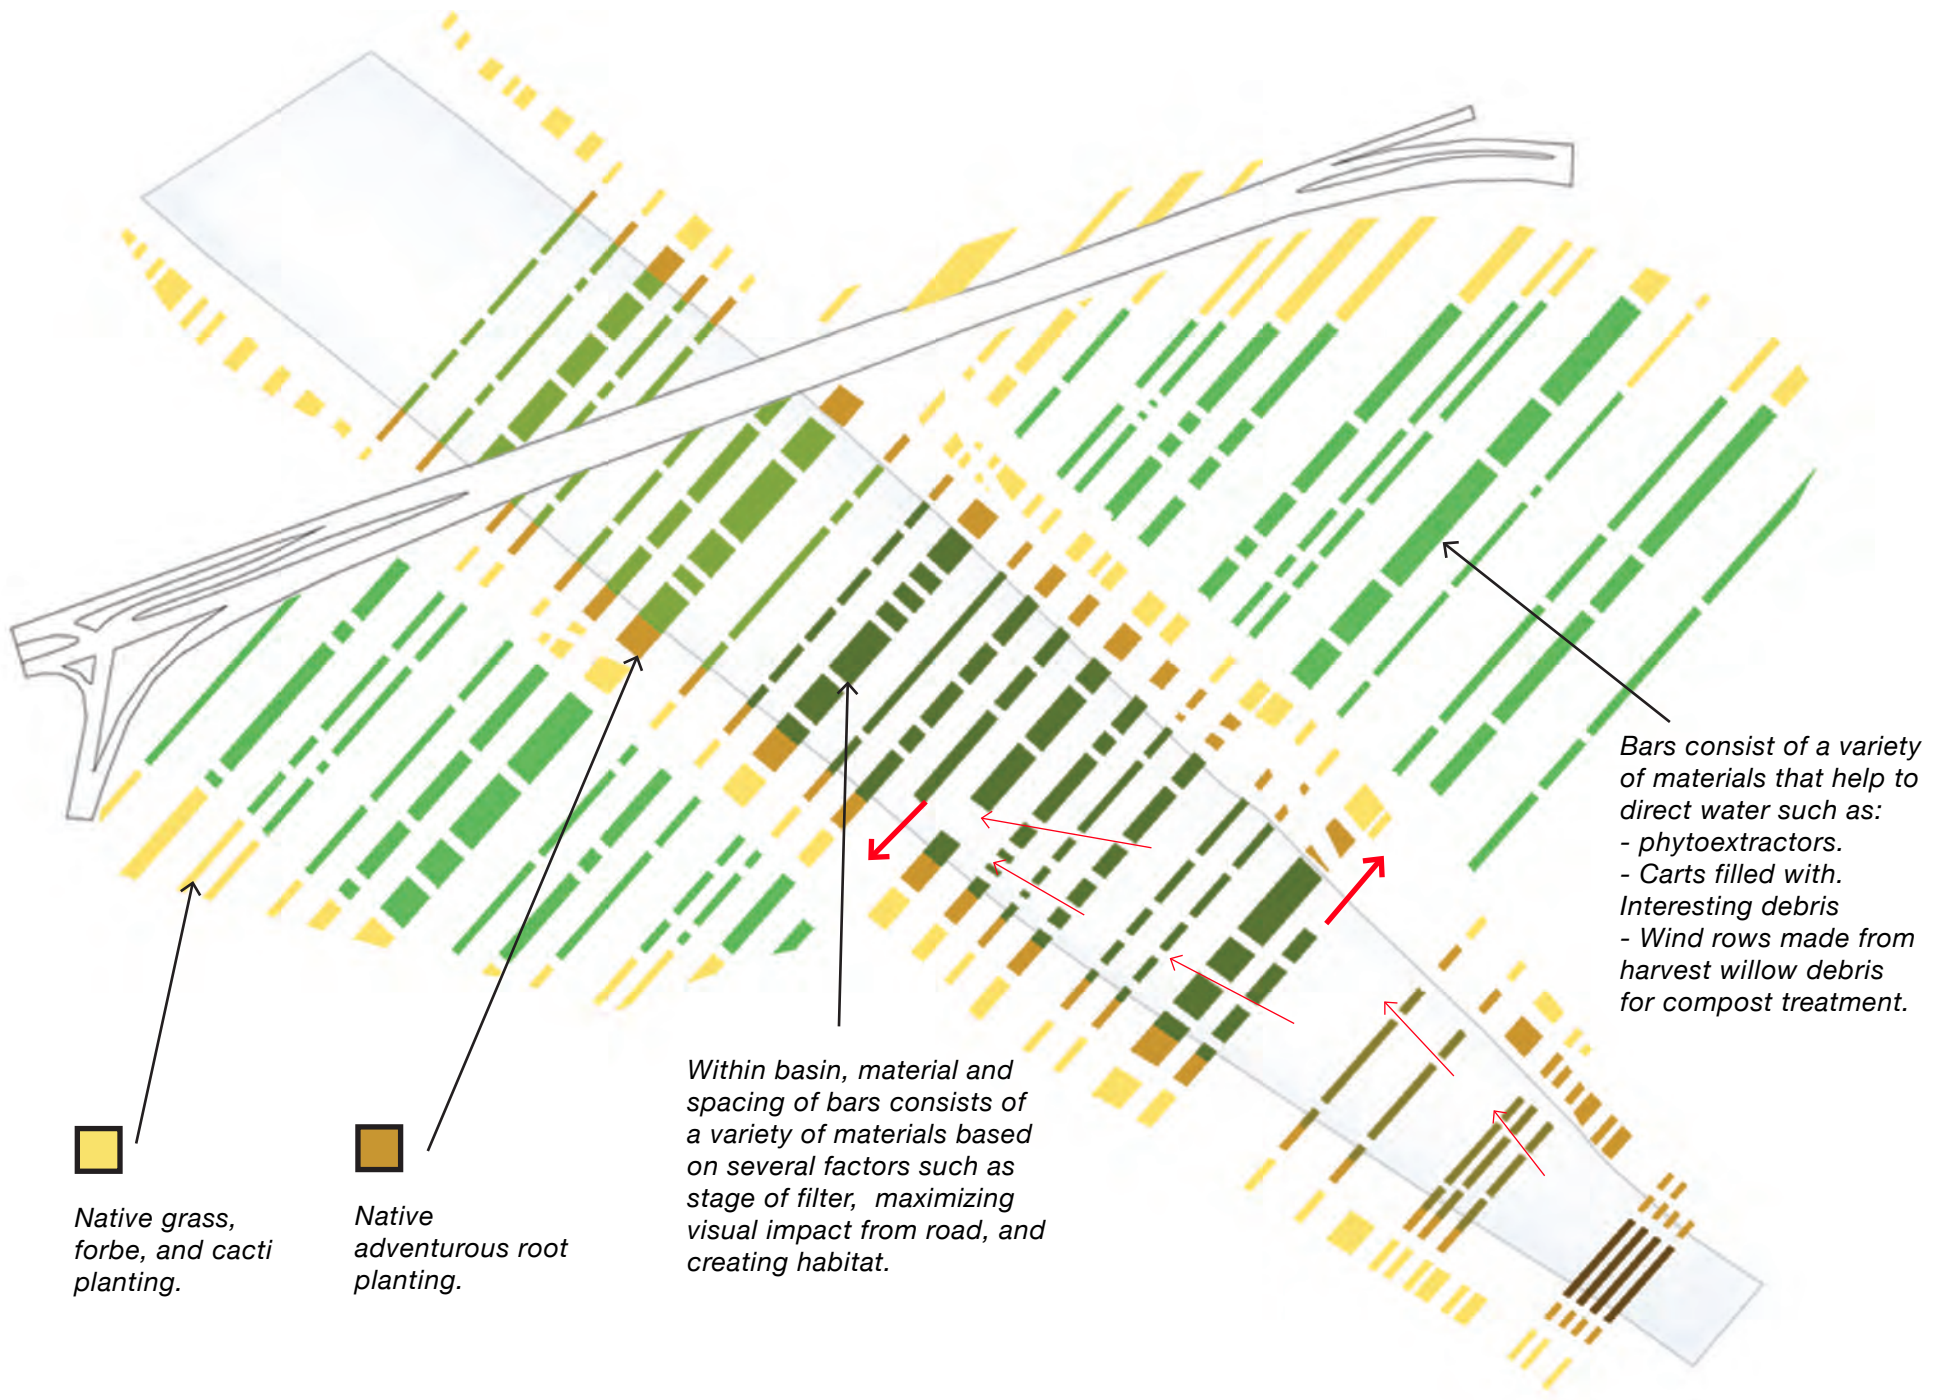 Bars consist of a variety
of materials that help to
direct water such as:
- phytoextractors.
- Carts filled with.
Interesting debris
- Wind rows made from
harvest willow debris
for compost treatment.
Within basin, material and
spacing of bars consists of
a variety of materials based
on several factors such as
stage of filter,  maximizing
visual impact from road, and
creating habitat.
Native grass,
forbe, and cacti
planting.
Native
adventurous root
planting.